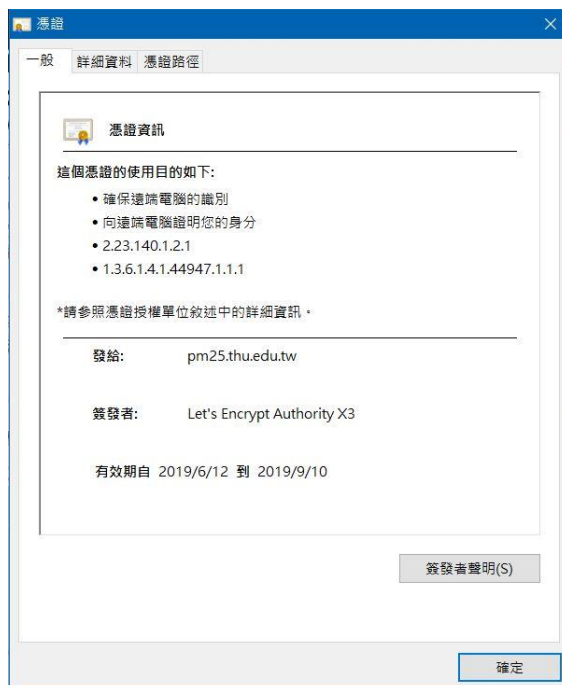 憑證
一般 詳細資料 憑證路徑
憑證資訊
這個憑證的使用目的如下:
• 確保遠端電腦的識別
• 向遠端電腦證明您的身分
• 2.23.140.1.2.1
• 1.3.6.1.4.1.44947.1.1.1
*請參照憑證授權單位敘述中的詳細資訊。
發給: pm25.thu.edu.tw
簽發者: Let's Encrypt Authority X3
有效期自 2019/6/12 到 2019/9/10
簽發者聲明(S)
確定